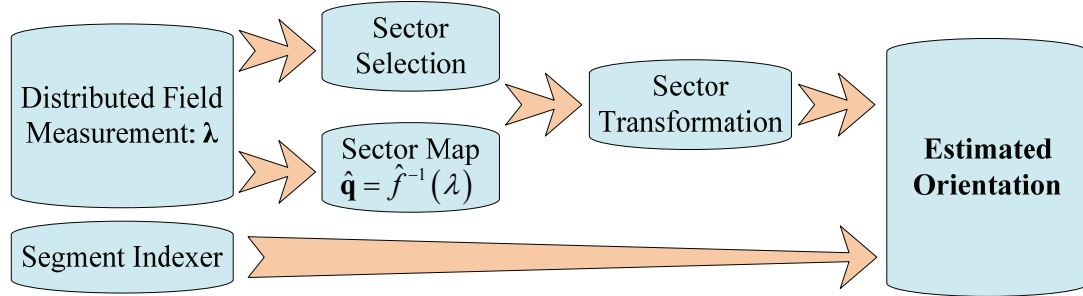 Distributed Field
Measurement: λ
Sector
Selection
Sector Map
q̂ = f̂⁻¹(λ)
Sector
Transformation
Estimated
Orientation
Segment Indexer